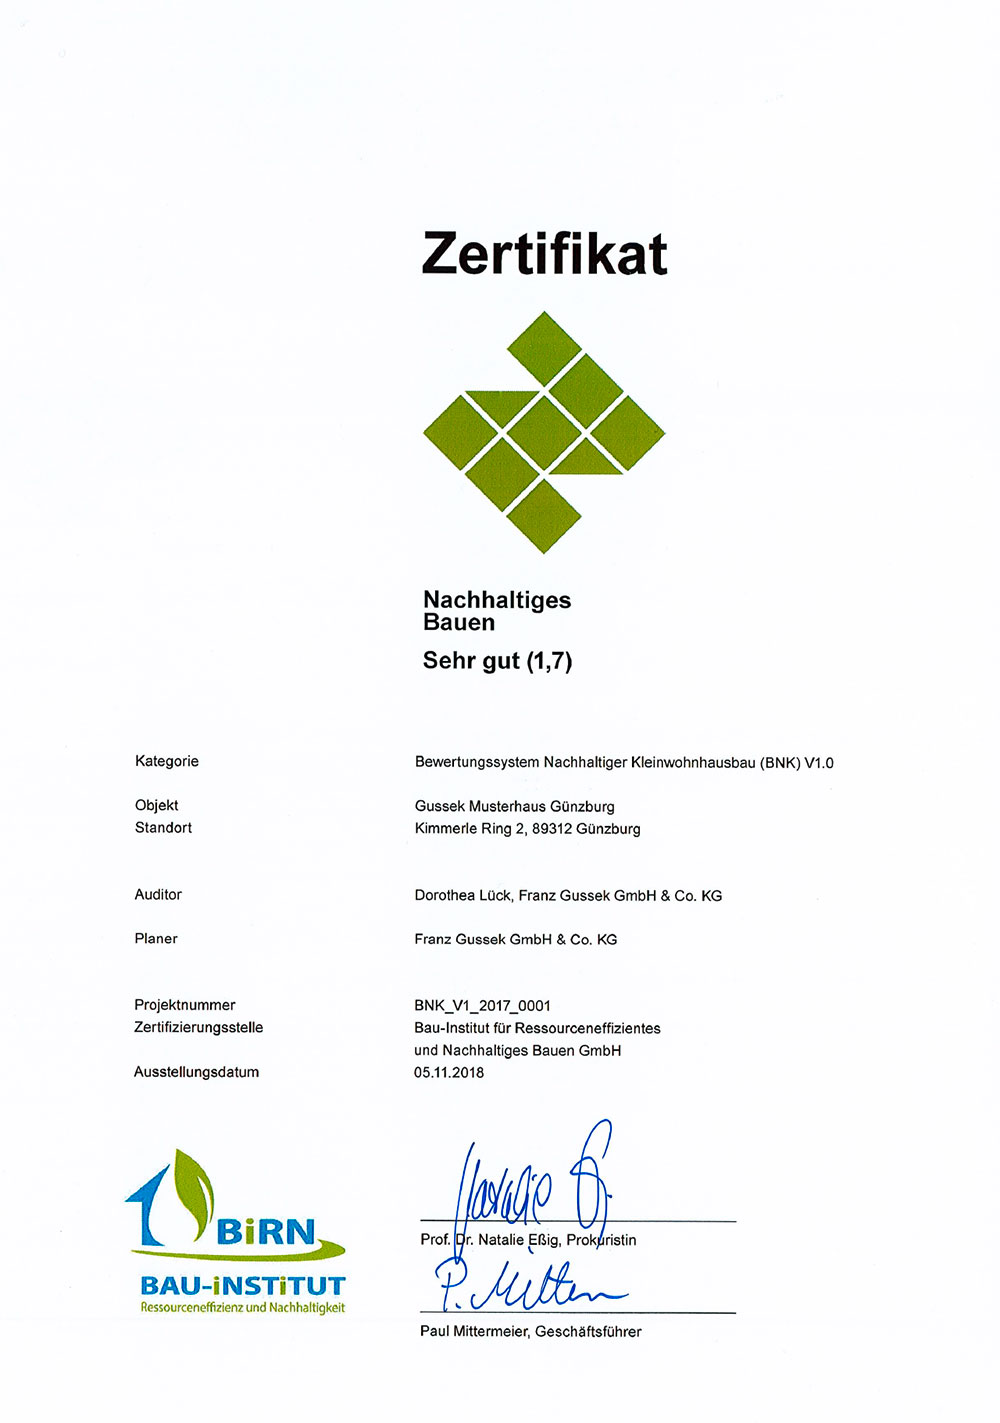 Zertifikat
Nachhaltiges
Bauen
Sehr gut (1,7)
Kategorie Bewertungssystem Nachhaltiger Kleinwohnhausbau (BNK) V1.0
Objekt Gussek Musterhaus Günzburg
Standort Kimmerle Ring 2, 89312 Günzburg
Auditor Dorothea Lück, Franz Gussek GmbH & Co. KG
Planer Franz Gussek GmbH & Co. KG
Projektnummer BNK_V1_2017_0001
Zertifizierungsstelle Bau-Institut für Ressourceneffizientes
und Nachhaltiges Bauen GmbH
Ausstellungsdatum 05.11.2018
BiRN
BAU-iNSTiTUT
Ressourceneffizienz und Nachhaltigkeit
Natalie
Prof. Dr. Natalie Eßig, Prokuristin
P. Mitterm
Paul Mittermeier, Geschäftsführer